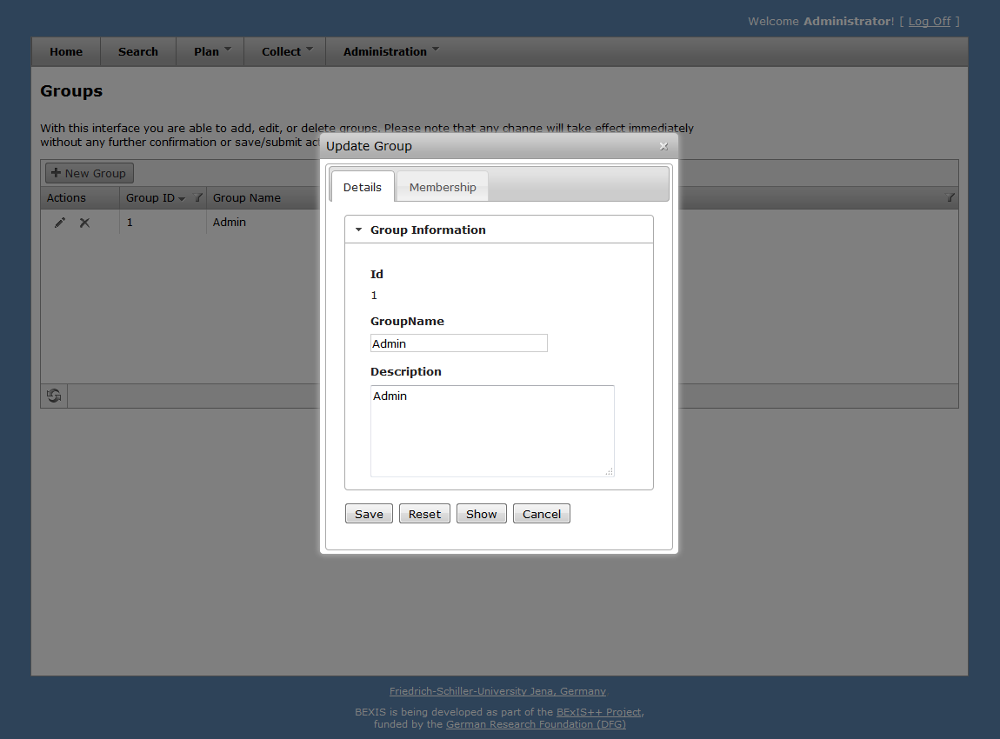 Welcome Administrator! [ Log Off ]
Home Search Plan Collect Administration
Groups
With this interface you are able to add, edit, or delete groups. Please note that any change will take effect immediately
without any further confirmation or save/submit
Update Group
New Group
Details Membership
Actions Group ID Group Name
1 Admin
Group Information
Id
1
GroupName
Admin
Description
Admin
Save Reset Show Cancel
Friedrich-Schiller-University Jena, Germany
BEXIS is being developed as part of the BExIS++ Project,
funded by the German Research Foundation (DFG)